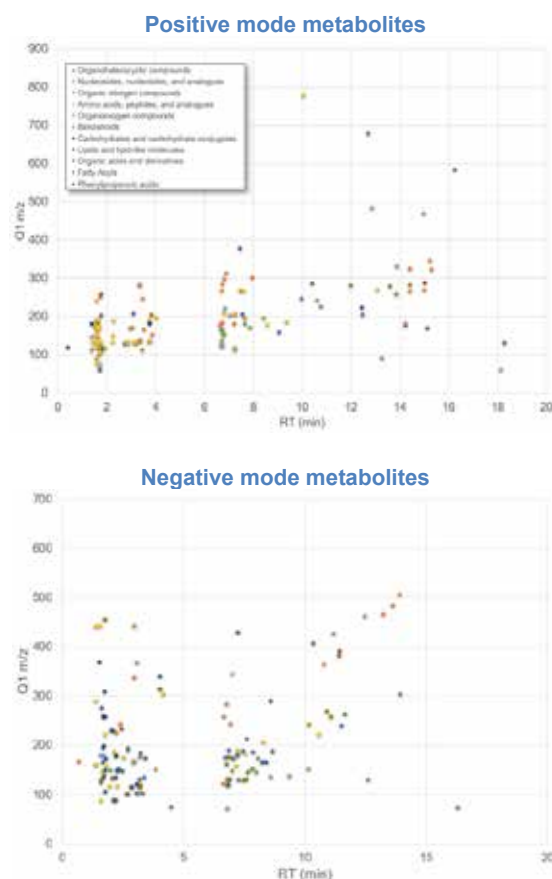 Positive mode metabolites
900
800
700
600
500
400
300
200
100
0
Q1 m/z
Organoheterocyclic compounds
Nucleosides, nucleotides, and analogues
Organic nitrogen compounds
Amino acids, peptides, and analogues
Organooxygen compounds
Benzenoids
Carbohydrates and carbohydrate conjugates
Lipids and lipid-like molecules
Organic acids and derivatives
Fatty Acyls
Phenylpropanoic acids
0 2 4 6 8 10 12 14 16 18 20
RT (min)
Negative mode metabolites
700
600
500
400
300
200
100
0
Q1 m/z
0 5 10 15 20
RT (min)